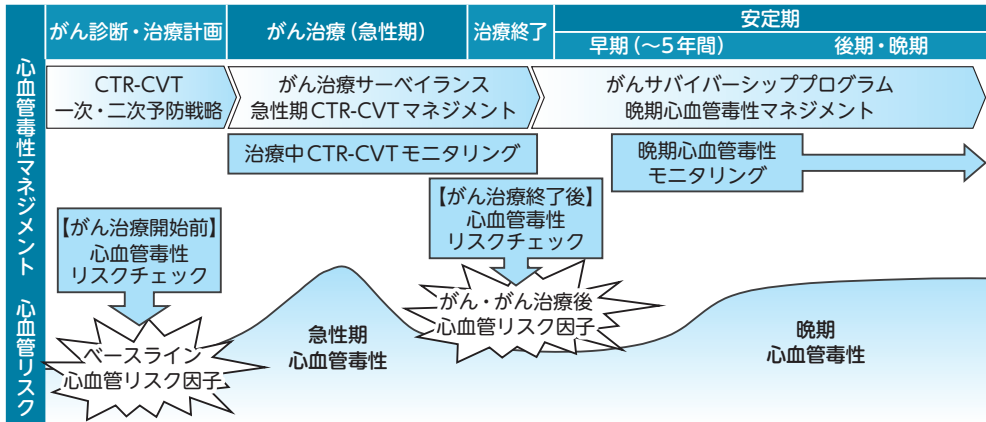 がん診断・治療計画
がん治療（急性期）
治療終了
安定期
早期（〜5年間）
後期・晩期
心血管毒性マネジメント
心血管リスク
CTR-CVT
一次・二次予防戦略
がん治療サーベイランス
急性期CTR-CVTマネジメント
がんサバイバーシッププログラム
晩期心血管毒性マネジメント
治療中CTR-CVTモニタリング
晩期心血管毒性
モニタリング
【がん治療開始前】
心血管毒性
リスクチェック
【がん治療終了後】
心血管毒性
リスクチェック
ベースライン
心血管リスク因子
急性期
心血管毒性
がん・がん治療後
心血管リスク因子
晩期
心血管毒性